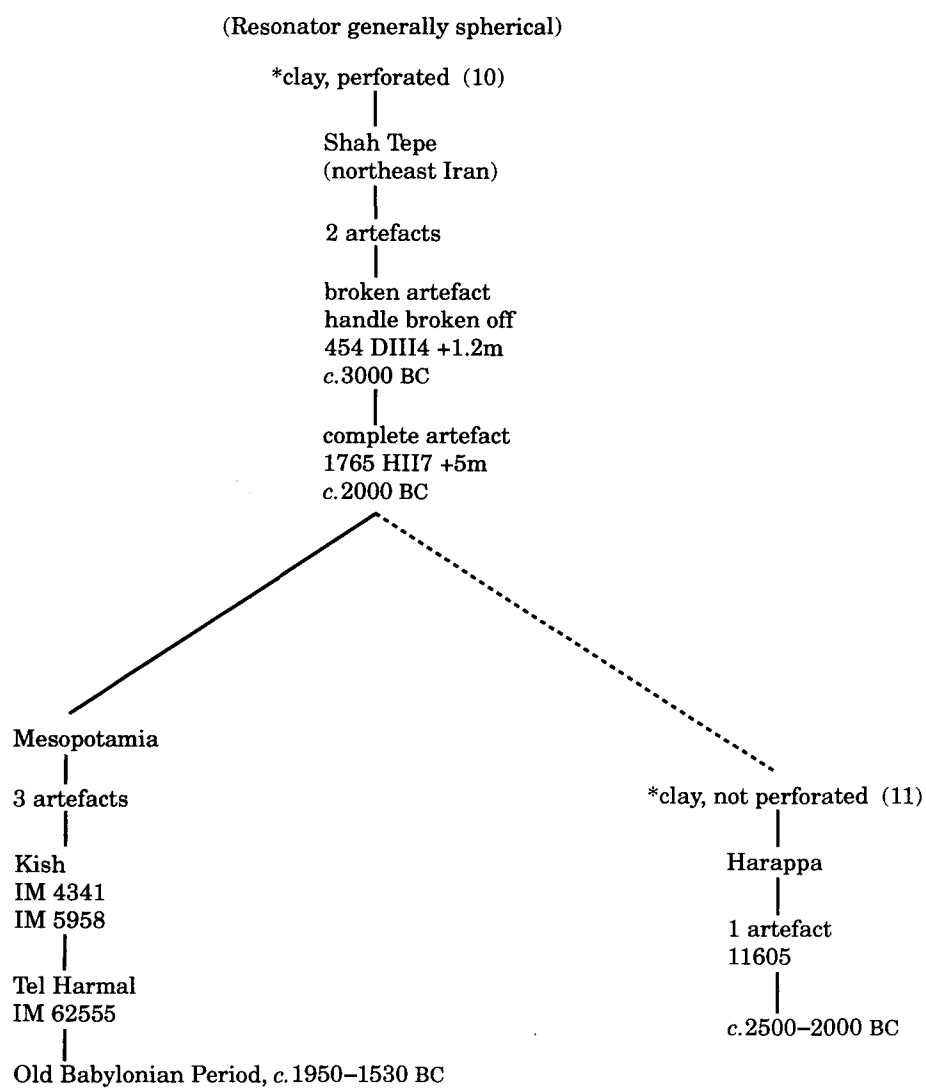 (Resonator generally spherical)
*clay, perforated (10)
Shah Tepe
(northeast Iran)
2 artefacts
broken artefact
handle broken off
454 DIII4 +1.2m
c.3000 BC
complete artefact
1765 HII7 +5m
c.2000 BC
Mesopotamia
3 artefacts
Kish
IM 4341
IM 5958
Tel Harmal
IM 62555
Old Babylonian Period, c.1950–1530 BC
*clay, not perforated (11)
Harappa
1 artefact
11605
c.2500–2000 BC